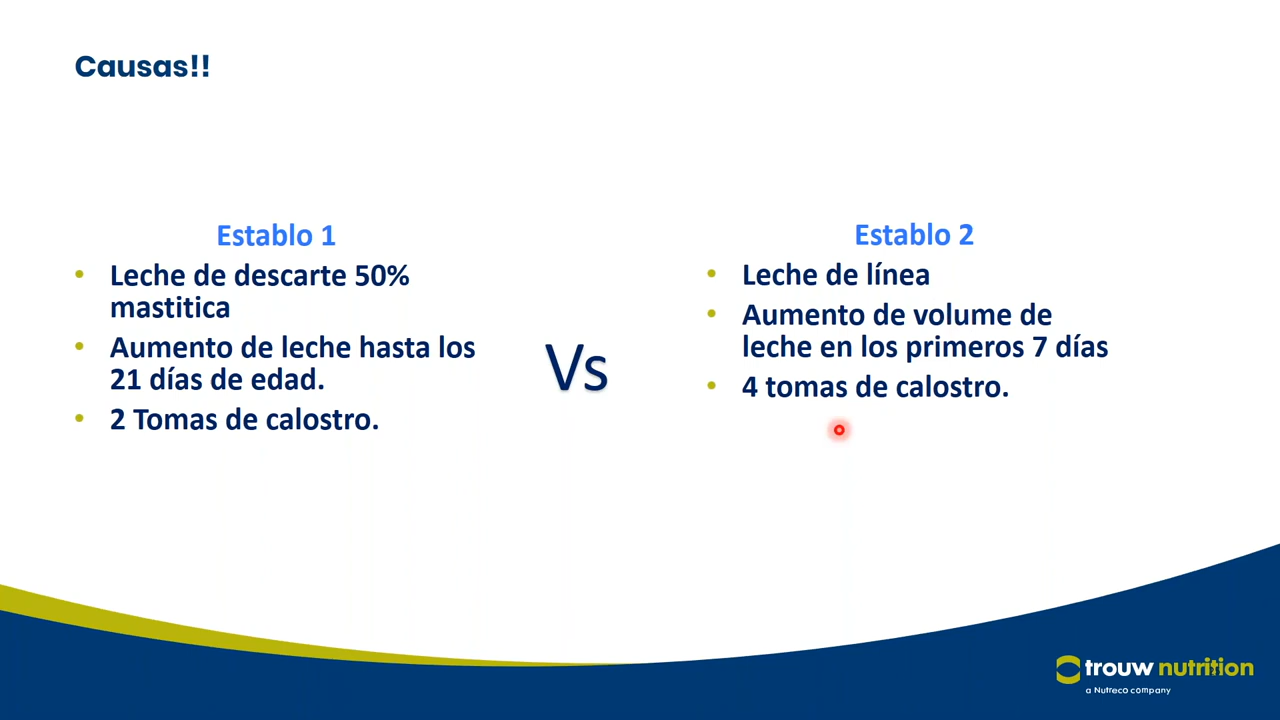 Causas!!
Establo 1
• Leche de descarte 50%
mastitica
• Aumento de leche hasta los
21 días de edad.
• 2 Tomas de calostro.
Vs
Establo 2
• Leche de línea
• Aumento de volume de
leche en los primeros 7 días
• 4 tomas de calostro.
trouw nutrition
a Nutreco company